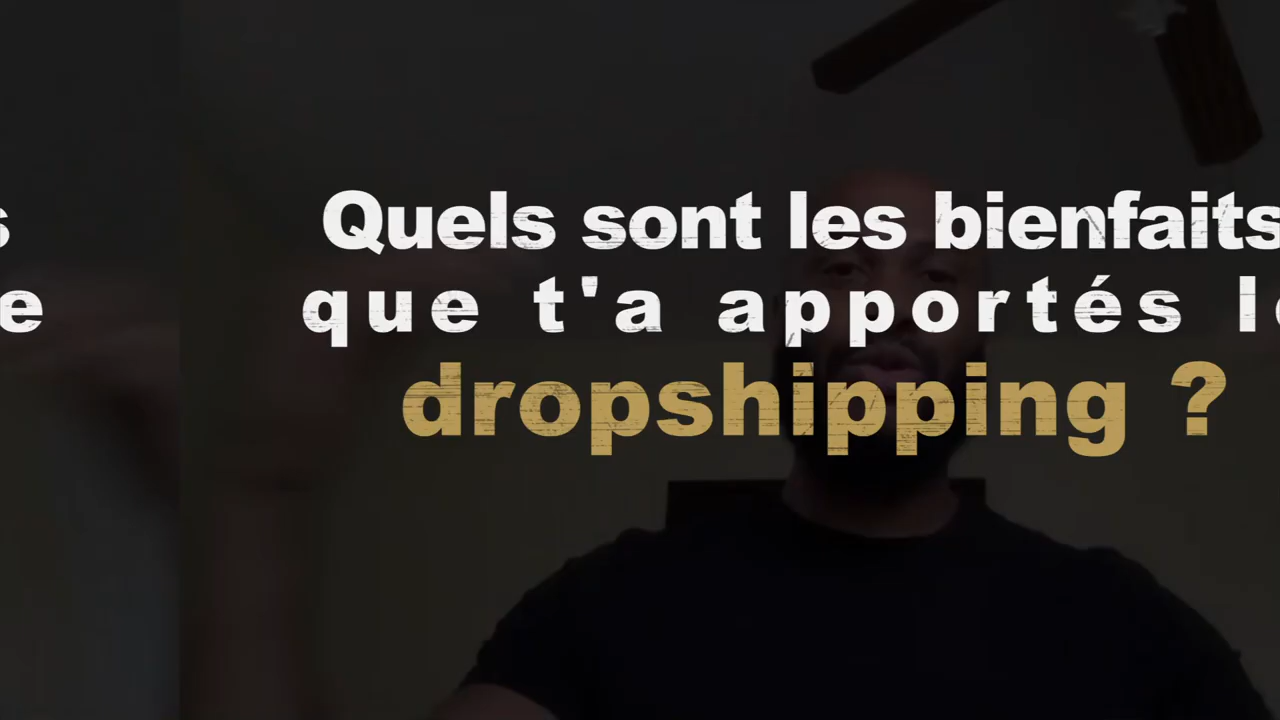 Quels sont les bienfaits
que t'a apportés le
dropshipping ?